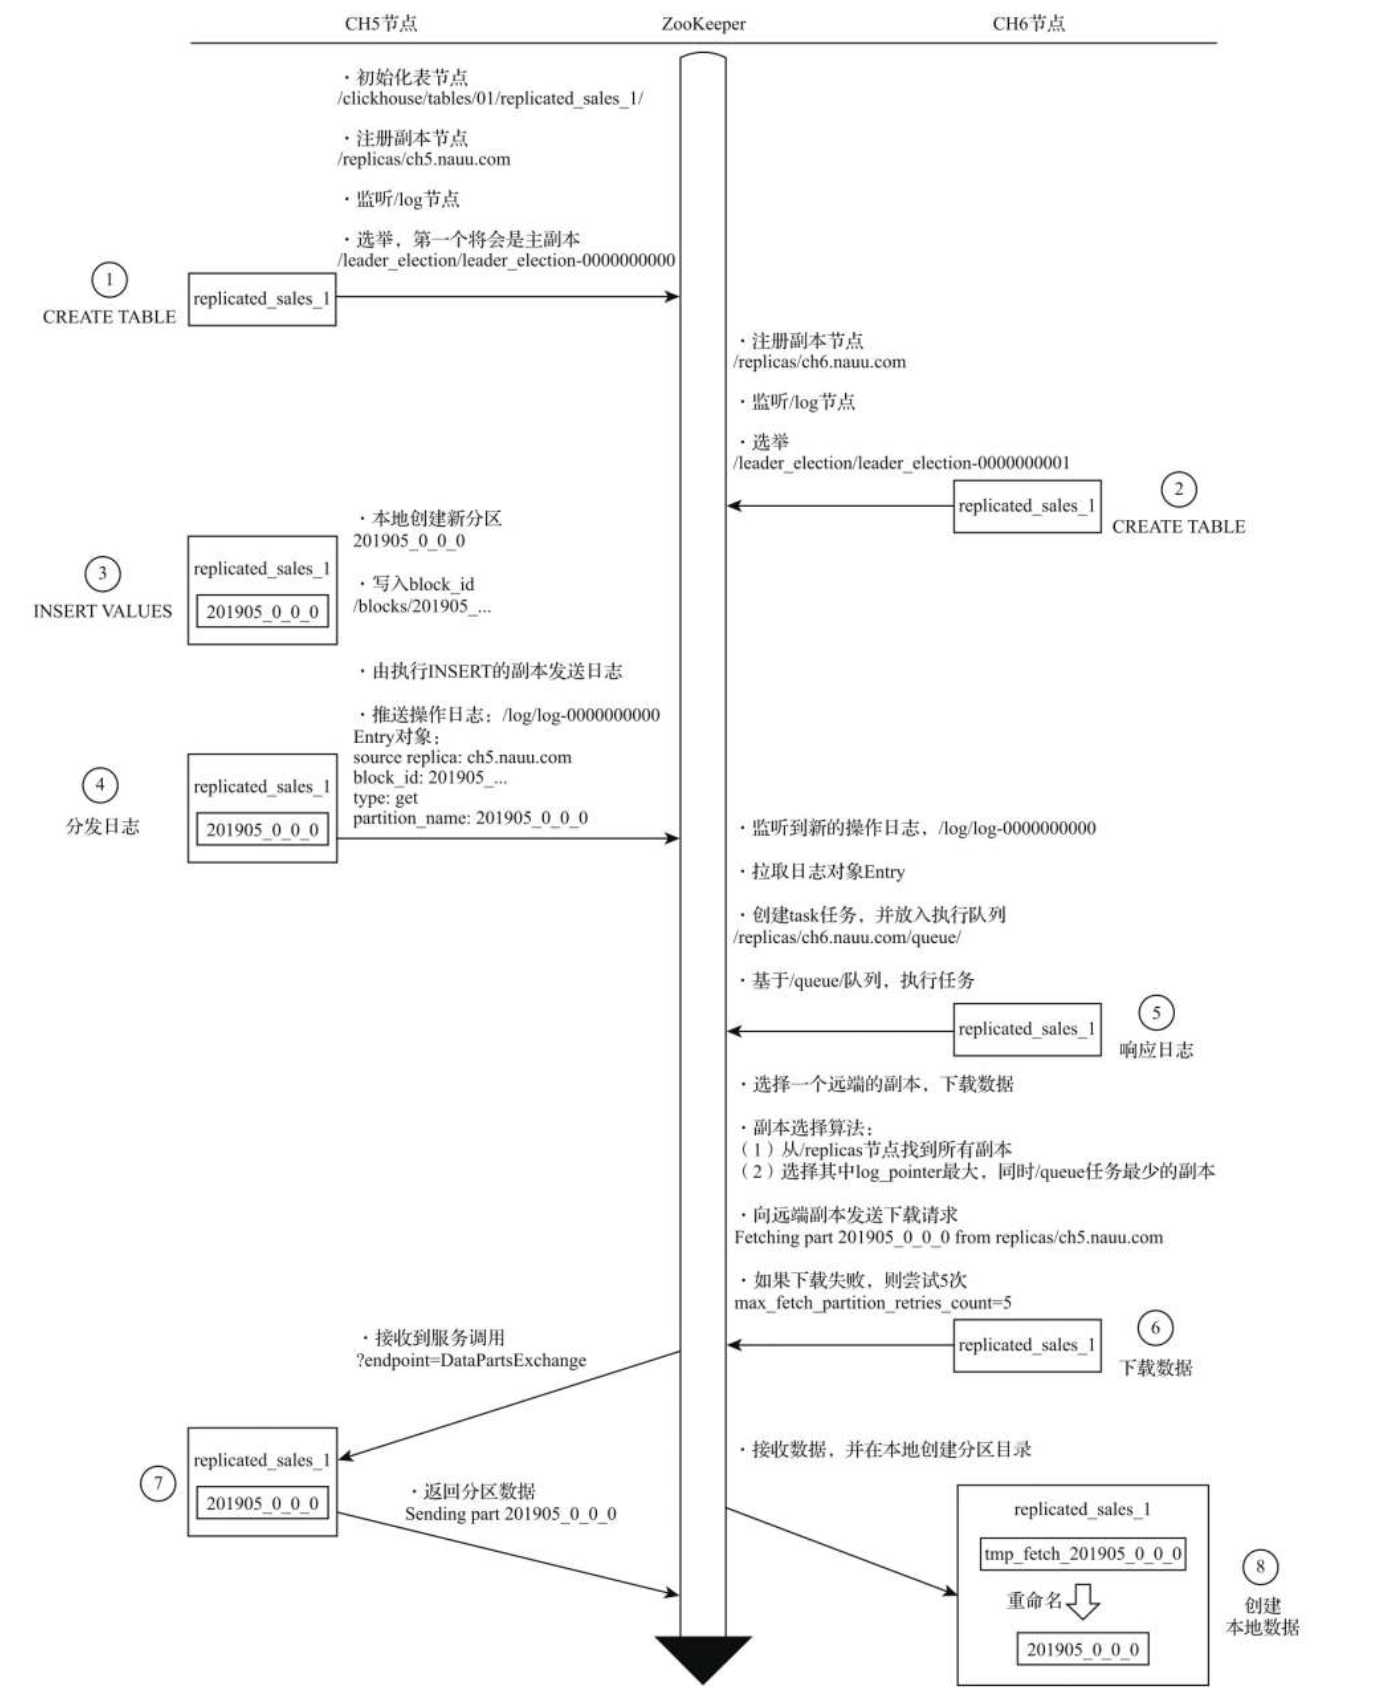 CH5节点 ZooKeeper CH6节点
·初始化表节点
/clickhouse/tables/01/replicated_sales_1/
·注册副本节点
/replicas/ch5.nauu.com
·监听/log节点
·选举，第一个将会是主副本
/leader_election/leader_election-0000000000
1
replicated_sales_1
CREATE TABLE
·注册副本节点
/replicas/ch6.nauu.com
·监听/log节点
·选举
/leader_election/leader_election-0000000001
2
replicated_sales_1
CREATE TABLE
·本地创建新分区
201905_0_0_0
3
replicated_sales_1
·写入block_id
/blocks/201905_...
INSERT VALUES
201905_0_0_0
·由执行INSERT的副本发送日志
·推送操作日志：/log/log-0000000000
Entry对象：
source replica: ch5.nauu.com
block_id: 201905_...
type: get
partition_name: 201905_0_0_0
4
replicated_sales_1
分发日志
201905_0_0_0
·监听到新的操作日志，/log/log-0000000000
·拉取日志对象Entry
·创建task任务，并放入执行队列
/replicas/ch6.nauu.com/queue/
·基于/queue/队列，执行任务
5
replicated_sales_1
响应日志
·选择一个远端的副本，下载数据
·副本选择算法：
（1）从/replicas节点找到所有副本
（2）选择其中log_pointer最大，同时/queue任务最少的副本
·向远端副本发送下载请求
Fetching part 201905_0_0_0 from replicas/ch5.nauu.com
·如果下载失败，则尝试5次
max_fetch_partition_retries_count=5
6
replicated_sales_1
下载数据
·接收到服务调用
?endpoint=DataPartsExchange
7
replicated_sales_1
201905_0_0_0
·返回分区数据
Sending part 201905_0_0_0
·接收数据，并在本地创建分区目录
replicated_sales_1
tmp_fetch_201905_0_0_0
重命名
201905_0_0_0
8
创建
本地数据